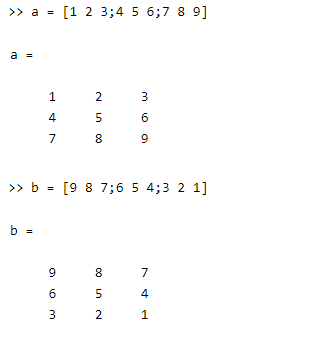 >> a = [1 2 3;4 5 6;7 8 9]
a =
1 2 3
4 5 6
7 8 9
>> b = [9 8 7;6 5 4;3 2 1]
b =
9 8 7
6 5 4
3 2 1